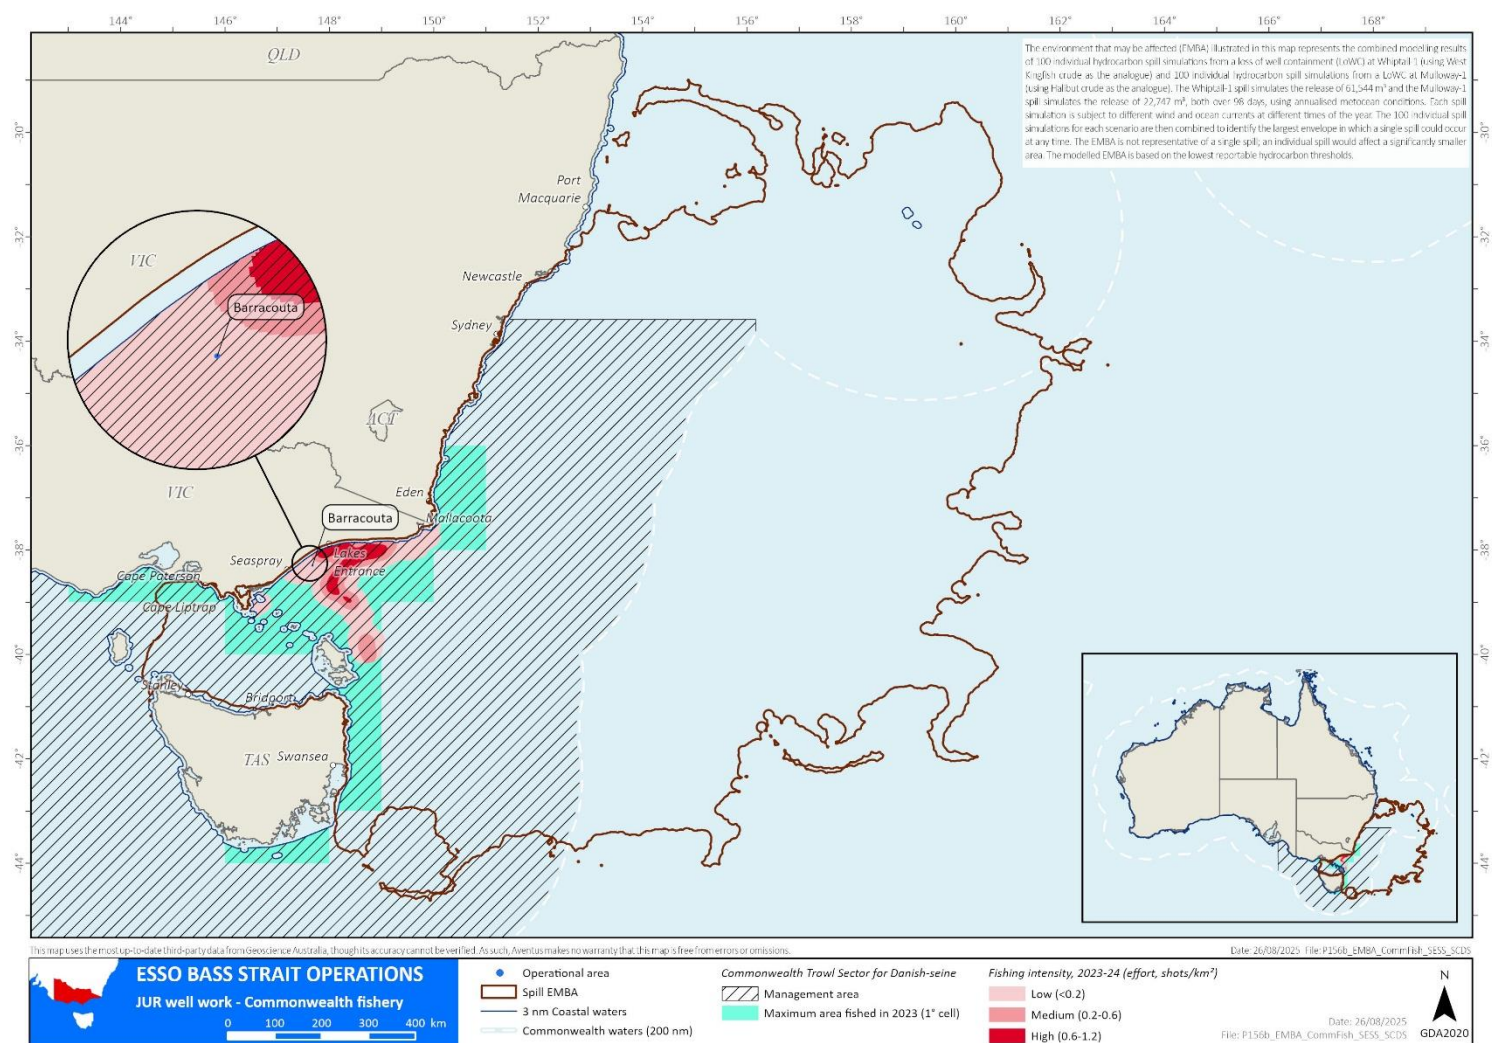 144° 146° 148° 150° 152° 154° 156° 158° 160° 162° 164° 166° 168°
The environment that may be affected (EMBA) illustrated in this map represents the combined modelling results
of 100 individual hydrocarbon spill simulations from a loss of well containment (LoWC) at Whiptail-1 (using West
Kingfish crude as the analogue) and 100 individual hydrocarbon spill simulations from a LoWC at Mulloway-1
(using Halibut crude as the analogue). The Whiptail-1 spill simulates the release of 61,544 m³ and the Mulloway-1
spill simulates the release of 22,747 m³, both over 98 days, using annualised metocean conditions. Each spill
simulation is subject to different wind and ocean currents at different times of the year. The 100 individual spill
simulations for each scenario are then combined to identify the largest envelope in which a single spill could occur
at any time. The EMBA is not representative of a single spill; an individual spill would affect a significantly smaller
area. The modelled EMBA is based on the lowest reportable hydrocarbon thresholds.
QLD
-30° -30°
Port
Macquarie
-32° -32°
VIC
Newcastle
Barracouta
Sydney
-34° -34°
ACT
-36° -36°
VIC
Eden
Barracouta
Mallacoota
-38° -38°
Seaspray
Lakes
Entrance
Cape Paterson
Cape Liptrap
-40° -40°
Stanley
Bridport
-42° -42°
TAS
Swansea
-44° -44°
This map uses the most up-to-date third-party data from Geoscience Australia, though its accuracy cannot be verified. As such, Aventus makes no warranty that this map is free from errors or omissions.
Date: 26/08/2025 File: P156b_EMBA_CommFish_SESS_SCDS
ESSO BASS STRAIT OPERATIONS
JUR well work - Commonwealth fishery
0 100 200 300 400 km
Operational area
Spill EMBA
3 nm Coastal waters
Commonwealth waters (200 nm)
Commonwealth Trawl Sector for Danish-seine
Management area
Maximum area fished in 2023 (1° cell)
Fishing intensity, 2023-24 (effort, shots/km²)
Low (<0.2)
Medium (0.2-0.6)
High (0.6-1.2)
N
GDA2020
Date: 26/08/2025
File: P156b_EMBA_CommFish_SESS_SCDS